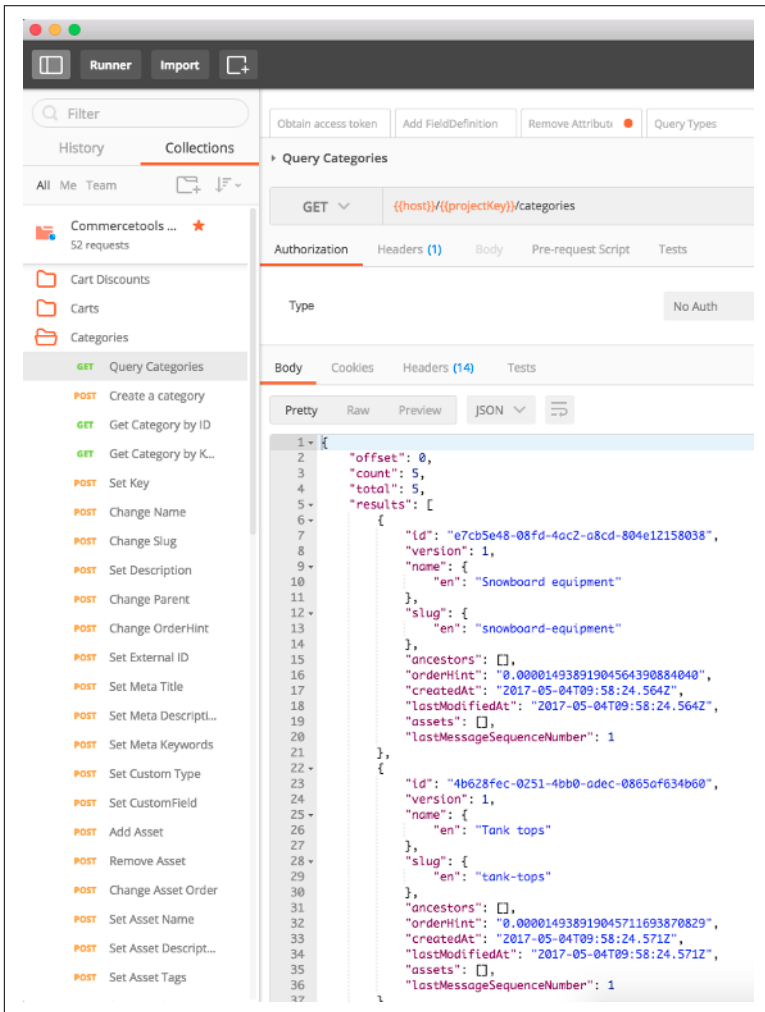 Runner Import
Filter
History Collections
All Me Team
Commercetools ...
52 requests
Cart Discounts
Carts
Categories
GET Query Categories
POST Create a category
GET Get Category by ID
GET Get Category by K...
POST Set Key
POST Change Name
POST Change Slug
POST Set Description
POST Change Parent
POST Change OrderHint
POST Set External ID
POST Set Meta Title
POST Set Meta Descripti...
POST Set Meta Keywords
POST Set Custom Type
POST Set CustomField
POST Add Asset
POST Remove Asset
POST Change Asset Order
POST Set Asset Name
POST Set Asset Descript...
POST Set Asset Tags
Obtain access token Add FieldDefinition Remove Attribut Query Types
Query Categories
GET {{host}}/{{projectKey}}/categories
Authorization Headers (1) Body Pre-request Script Tests
Type No Auth
Body Cookies Headers (14) Tests
Pretty Raw Preview JSON
1 {
2 "offset": 0,
3 "count": 5,
4 "total": 5,
5 "results": [
6 {
7 "id": "e7cb5e48-08fd-4ac2-a8cd-804e12158038",
8 "version": 1,
9 "name": {
10 "en": "Snowboard equipment"
11 },
12 "slug": {
13 "en": "snowboard-equipment"
14 },
15 "ancestors": [],
16 "orderHint": "0.00001493891904564390884040",
17 "createdAt": "2017-05-04T09:58:24.564Z",
18 "lastModifiedAt": "2017-05-04T09:58:24.564Z",
19 "assets": [],
20 "lastMessageSequenceNumber": 1
21 },
22 {
23 "id": "4b628fec-0251-4bb0-adec-0865af634b60",
24 "version": 1,
25 "name": {
26 "en": "Tank tops"
27 },
28 "slug": {
29 "en": "tank-tops"
30 },
31 "ancestors": [],
32 "orderHint": "0.000014938919045711693870829",
33 "createdAt": "2017-05-04T09:58:24.571Z",
34 "lastModifiedAt": "2017-05-04T09:58:24.571Z",
35 "assets": [],
36 "lastMessageSequenceNumber": 1
37 }